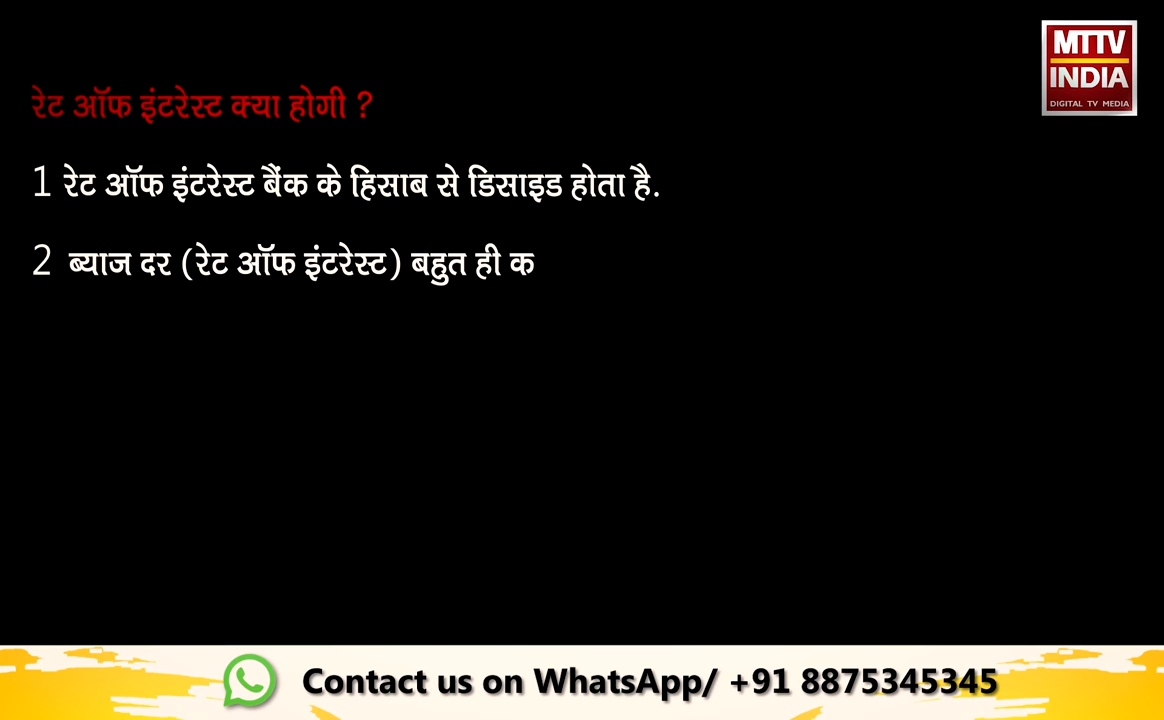 MTTV
INDIA
DIGITAL TV MEDIA
रेट ऑफ इंटरेस्ट क्या होगी ?
1 रेट ऑफ इंटरेस्ट बैंक के हिसाब से डिसाइड होता है.
2 ब्याज दर (रेट ऑफ इंटरेस्ट) बहुत ही क
Contact us on WhatsApp/ +91 8875345345